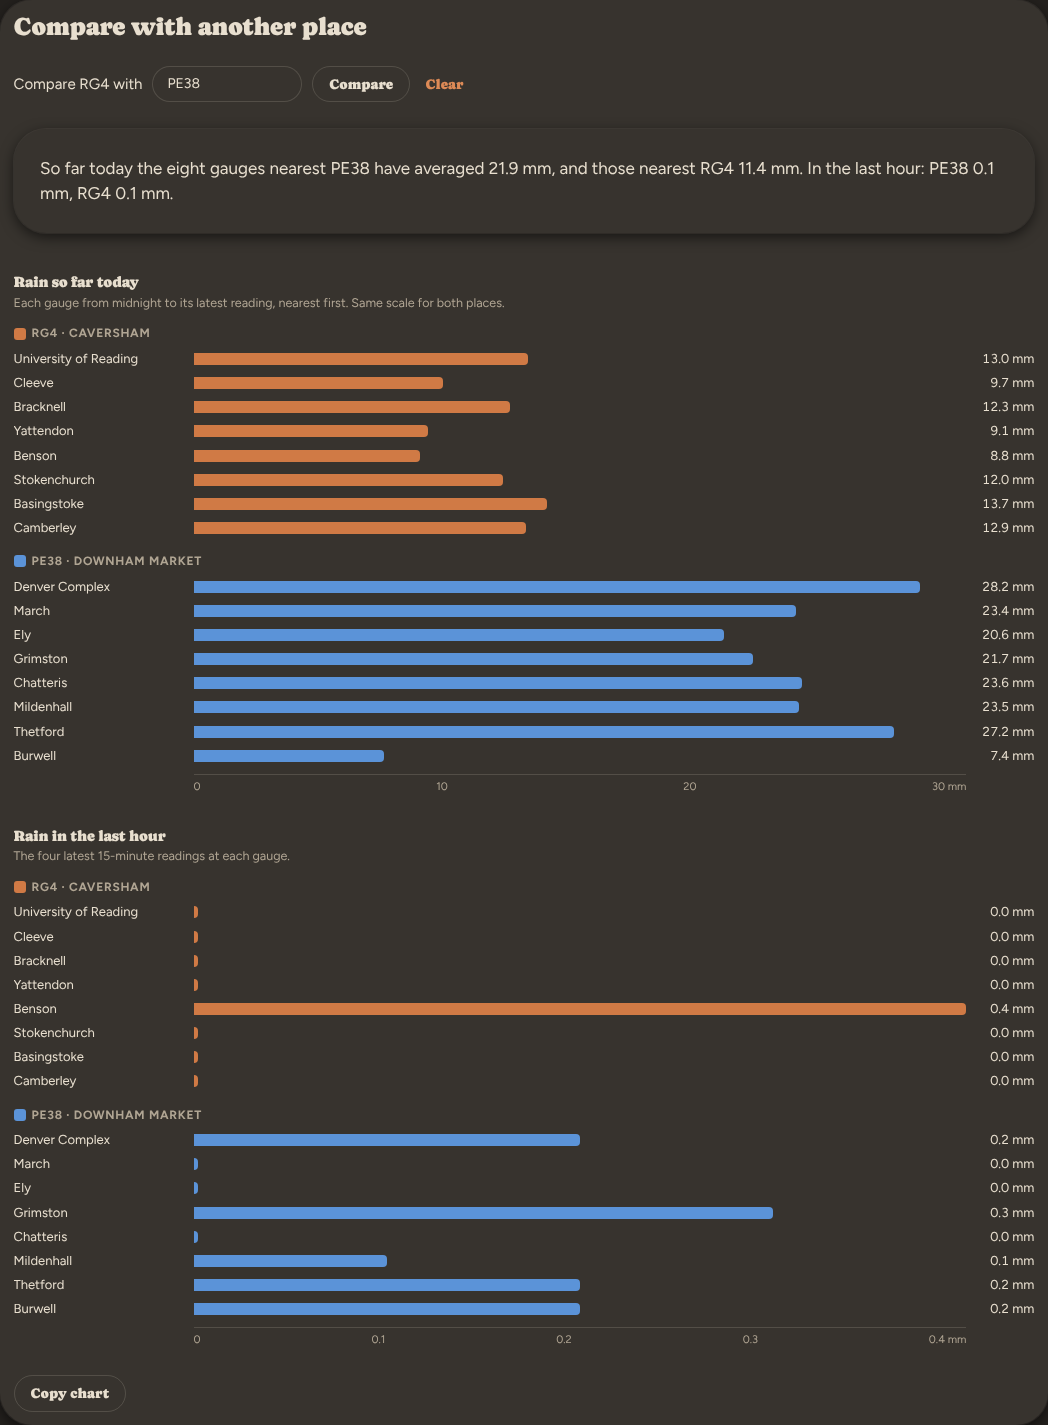 Compare with another place
Compare RG4 with PE38 Compare Clear
So far today the eight gauges nearest PE38 have averaged 21.9 mm, and those nearest RG4 11.4 mm. In the last hour: PE38 0.1
mm, RG4 0.1 mm.
Rain so far today
Each gauge from midnight to its latest reading, nearest first. Same scale for both places.
RG4 · CAVERSHAM
University of Reading 13.0 mm
Cleeve 9.7 mm
Bracknell 12.3 mm
Yattendon 9.1 mm
Benson 8.8 mm
Stokenchurch 12.0 mm
Basingstoke 13.7 mm
Camberley 12.9 mm
PE38 · DOWNHAM MARKET
Denver Complex 28.2 mm
March 23.4 mm
Ely 20.6 mm
Grimston 21.7 mm
Chatteris 23.6 mm
Mildenhall 23.5 mm
Thetford 27.2 mm
Burwell 7.4 mm
0 10 20 30 mm
Rain in the last hour
The four latest 15-minute readings at each gauge.
RG4 · CAVERSHAM
University of Reading 0.0 mm
Cleeve 0.0 mm
Bracknell 0.0 mm
Yattendon 0.0 mm
Benson 0.4 mm
Stokenchurch 0.0 mm
Basingstoke 0.0 mm
Camberley 0.0 mm
PE38 · DOWNHAM MARKET
Denver Complex 0.2 mm
March 0.0 mm
Ely 0.0 mm
Grimston 0.3 mm
Chatteris 0.0 mm
Mildenhall 0.1 mm
Thetford 0.2 mm
Burwell 0.2 mm
0 0.1 0.2 0.3 0.4 mm
Copy chart